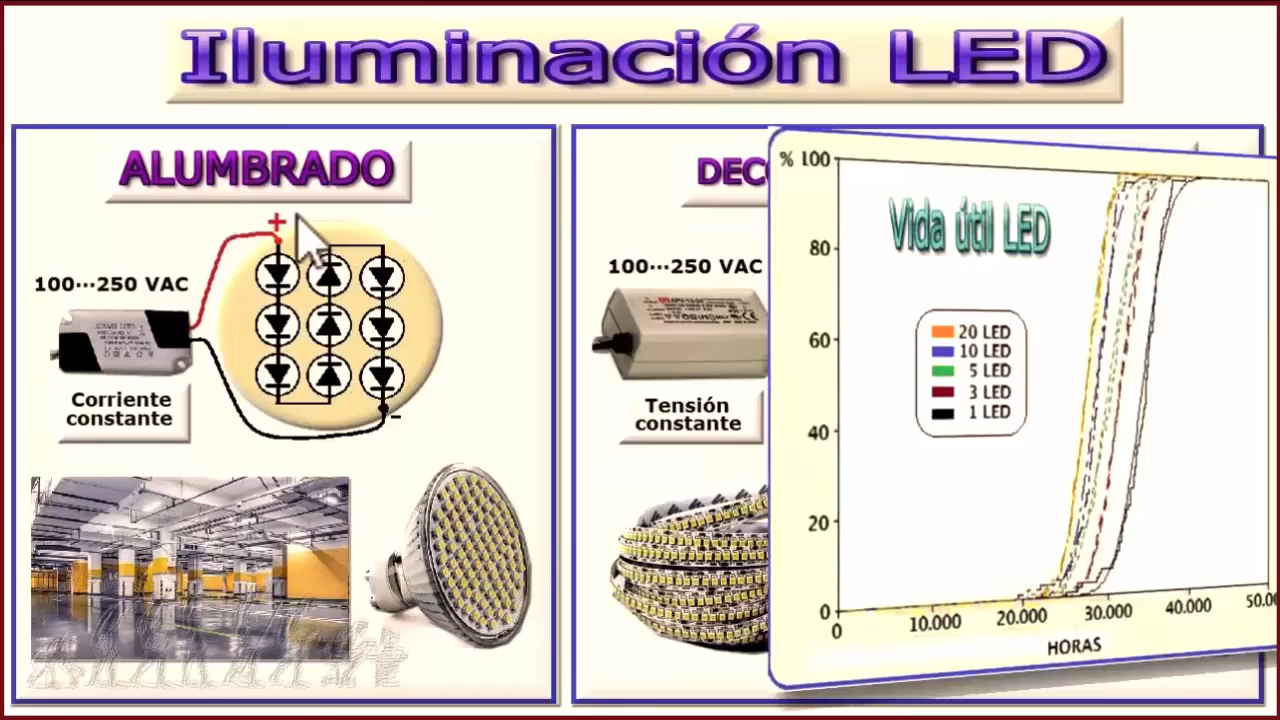 Iluminación LED
ALUMBRADO
+
100···250 VAC
Corriente
constante
-
DECO
100···250 VAC
Tensión
constante
% 100
80
60
40
20
0
Vida útil LED
20 LED
10 LED
5 LED
3 LED
1 LED
0
10.000
20.000
30.000
40.000
50.00
HORAS